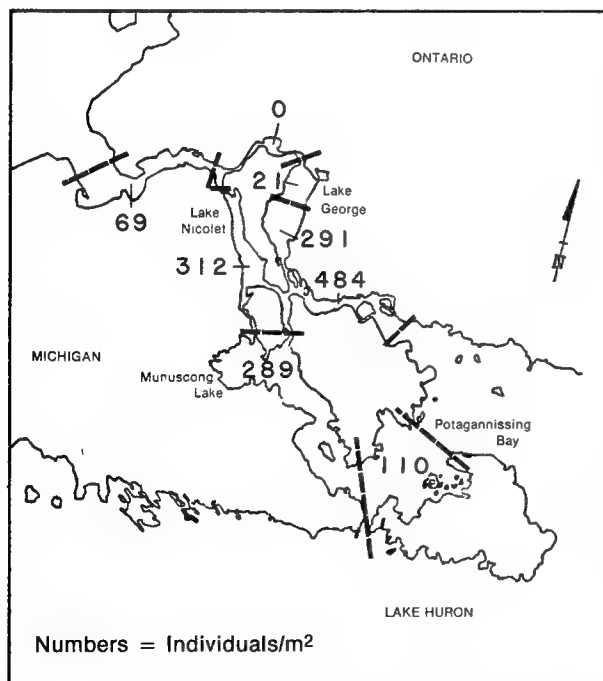 ONTARIO
0
21
Lake
George
69
Lake
Nicolet
291
312
484
N
MICHIGAN
289
Munuscong
Lake
Potagannissing
Bay
110
LAKE HURON
Numbers = Individuals/m²